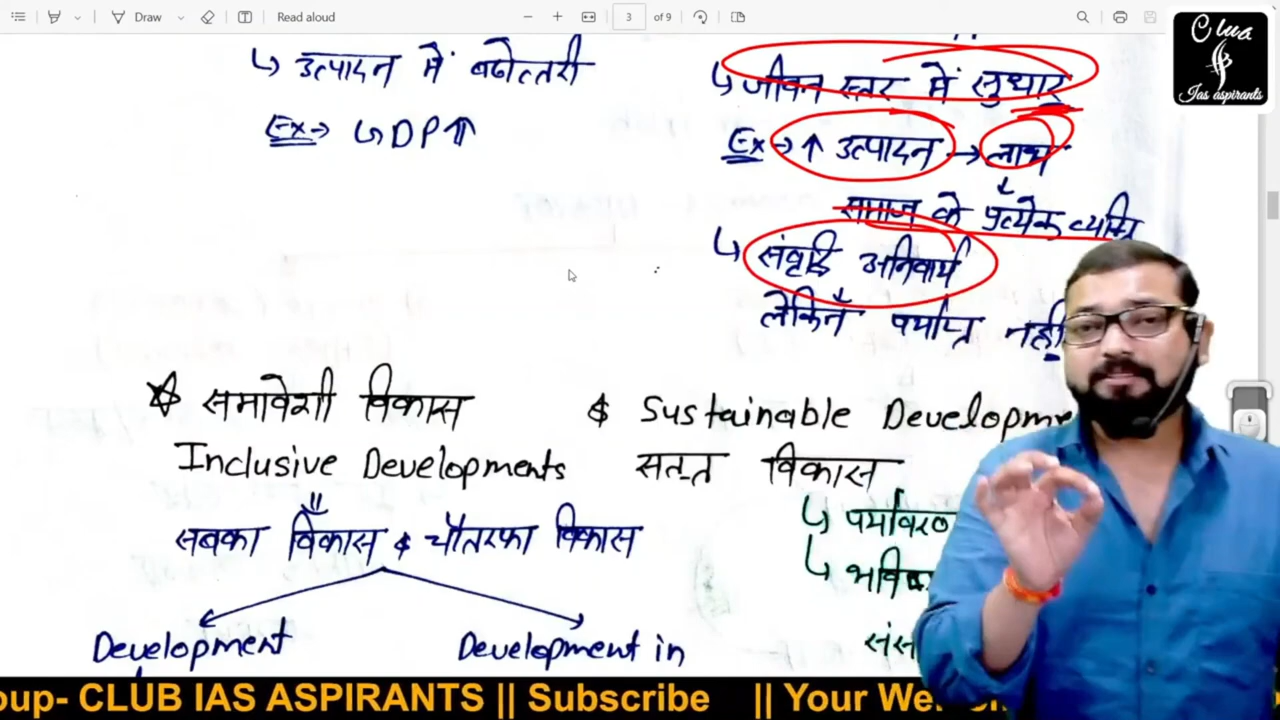 Draw
Read aloud
3 of 9
Club
Ias aspirants
↳ उत्पादन में बढोत्तरी
Ex → ↳ DP ⇑
↳ जीवन स्तर में सुधार
Ex → ↑ उत्पादन → लाभ
↓
समाज के प्रत्येक व्यक्ति
↳ संवृद्धि अनिवार्य
लेकिन पर्याप्त नहीं
समावेशी विकास
Inclusive Developments
सबका विकास & चौतरफा विकास
Development
Development in
& Sustainable Developme
सतत विकास
↳ पर्यावरण
↳
संसा
oup- CLUB IAS ASPIRANTS || Subscribe || Your We